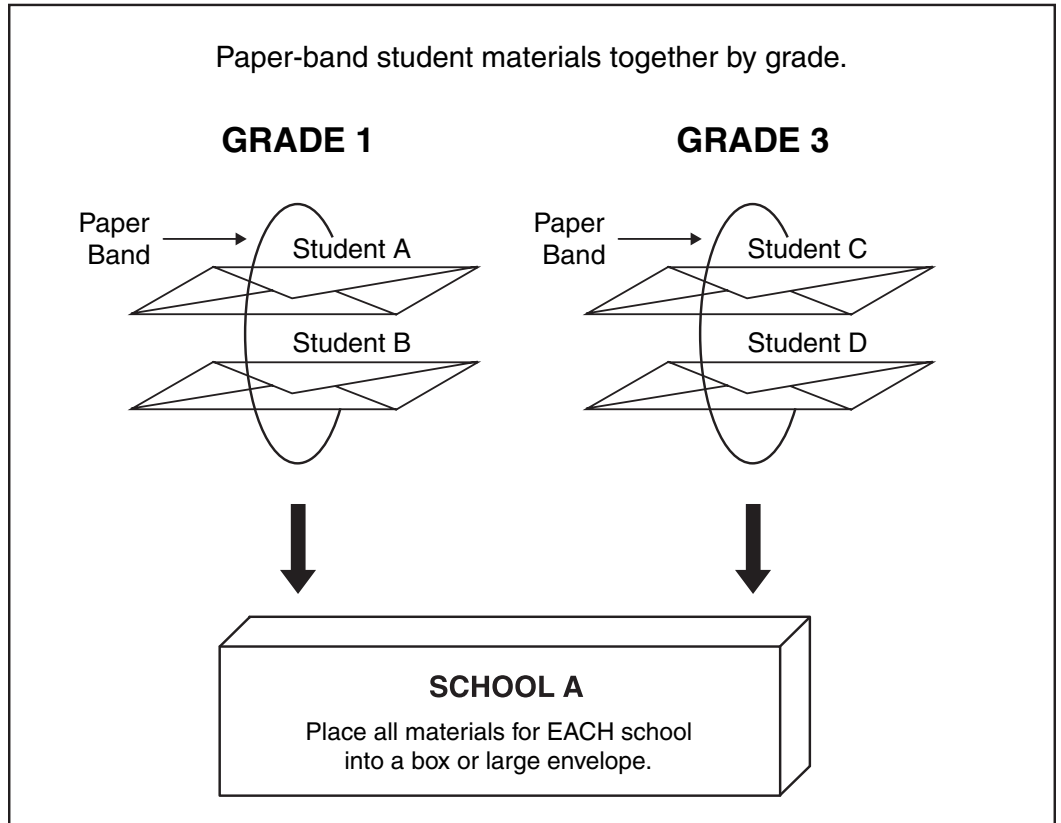 Paper-band student materials together by grade.
GRADE 1
GRADE 3
Paper
Band
Student A
Student B
Paper
Band
Student C
Student D
SCHOOL A
Place all materials for EACH school
into a box or large envelope.